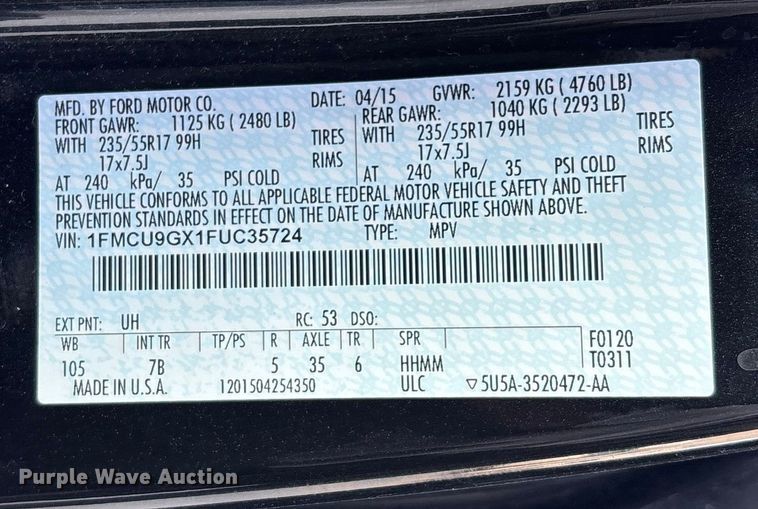 MFD. BY FORD MOTOR CO. DATE: 04/15 GVWR: 2159 KG ( 4760 LB)
FRONT GAWR: 1125 KG ( 2480 LB) REAR GAWR: 1040 KG ( 2293 LB)
WITH 235/55R17 99H TIRES WITH 235/55R17 99H TIRES
17x7.5J RIMS 17x7.5J RIMS
AT 240 kPa/ 35 PSI COLD AT 240 kPa/ 35 PSI COLD
THIS VEHICLE CONFORMS TO ALL APPLICABLE FEDERAL MOTOR VEHICLE SAFETY AND THEFT
PREVENTION STANDARDS IN EFFECT ON THE DATE OF MANUFACTURE SHOWN ABOVE.
VIN: 1FMCU9GX1FUC35724 TYPE: MPV
EXT PNT: UH RC: 53 DSO:
WB INT TR TP/PS R AXLE TR SPR F0120
105 7B 5 35 6 HHMM T0311
MADE IN U.S.A. 1201504254350 ULC ▽5U5A-3520472-AA
Purple Wave Auction